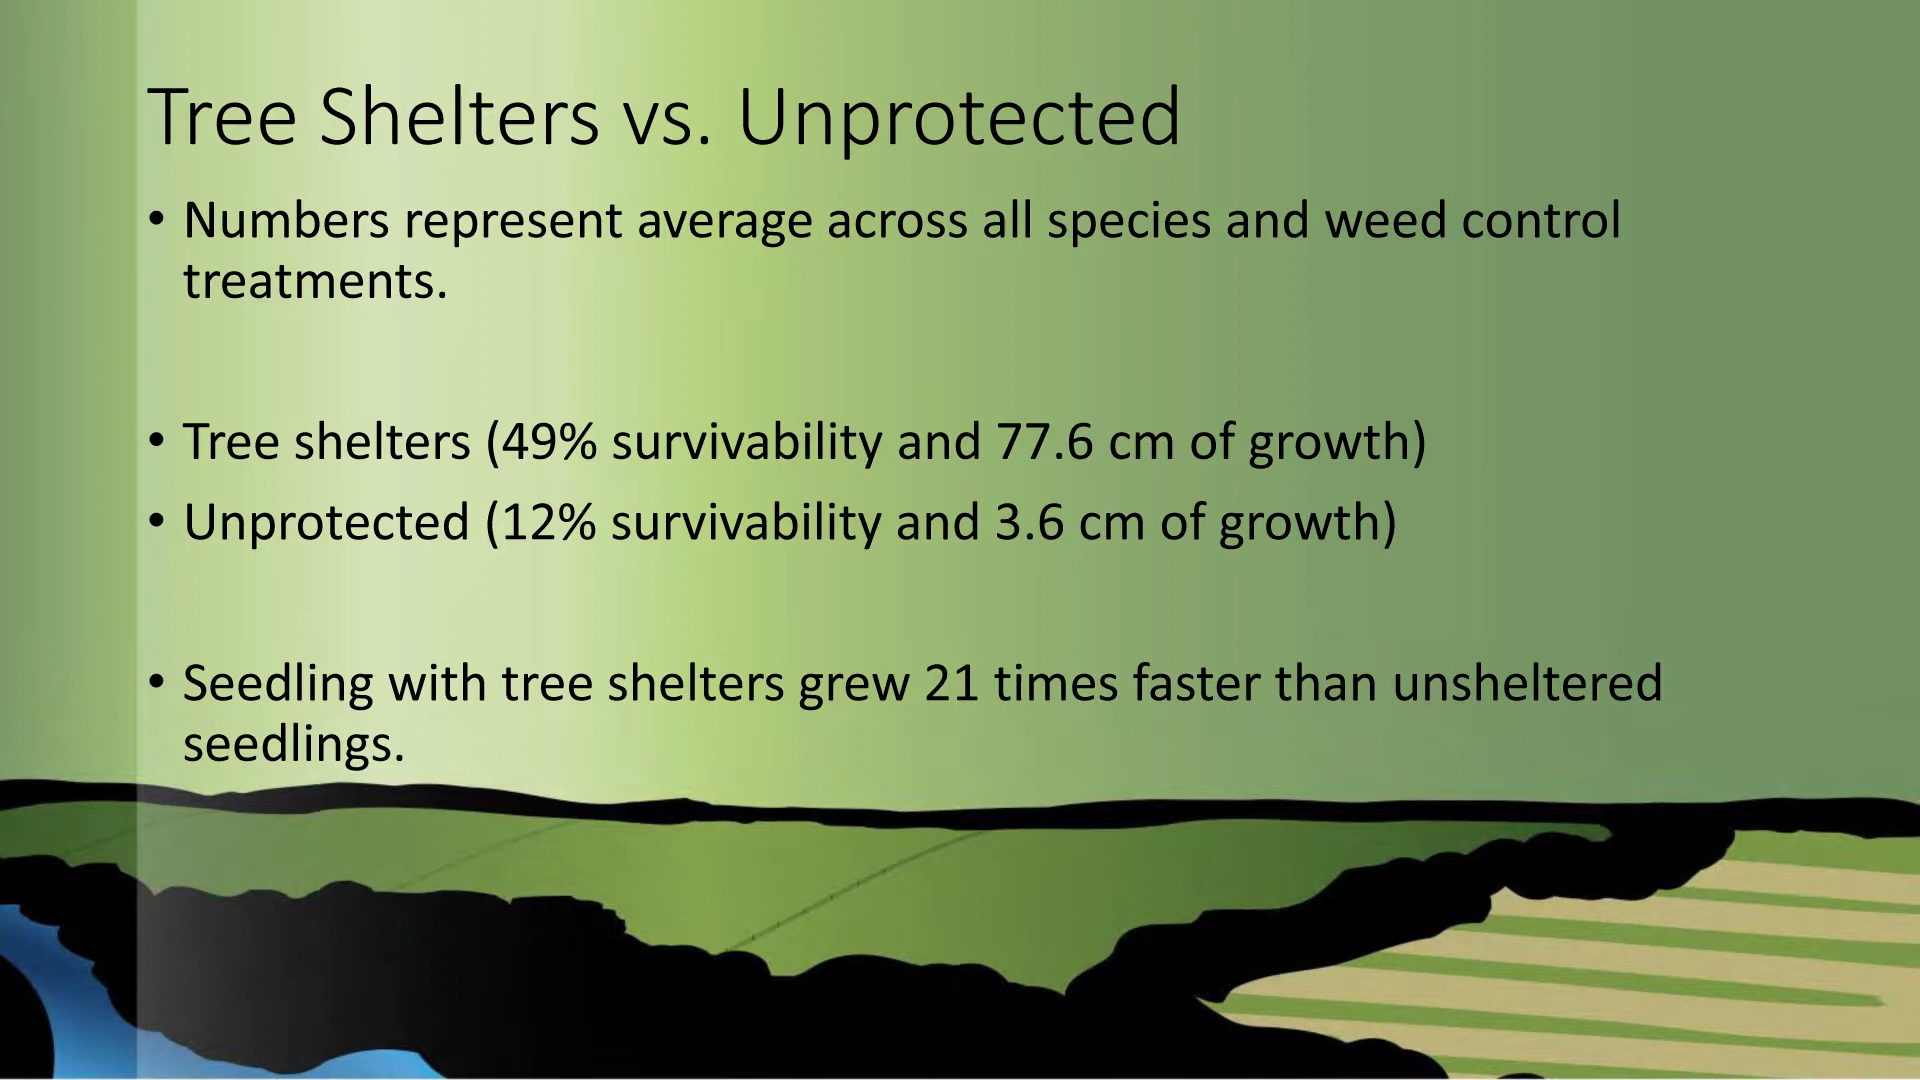 Tree Shelters vs. Unprotected
• Numbers represent average across all species and weed control
treatments.
• Tree shelters (49% survivability and 77.6 cm of growth)
• Unprotected (12% survivability and 3.6 cm of growth)
• Seedling with tree shelters grew 21 times faster than unsheltered
seedlings.